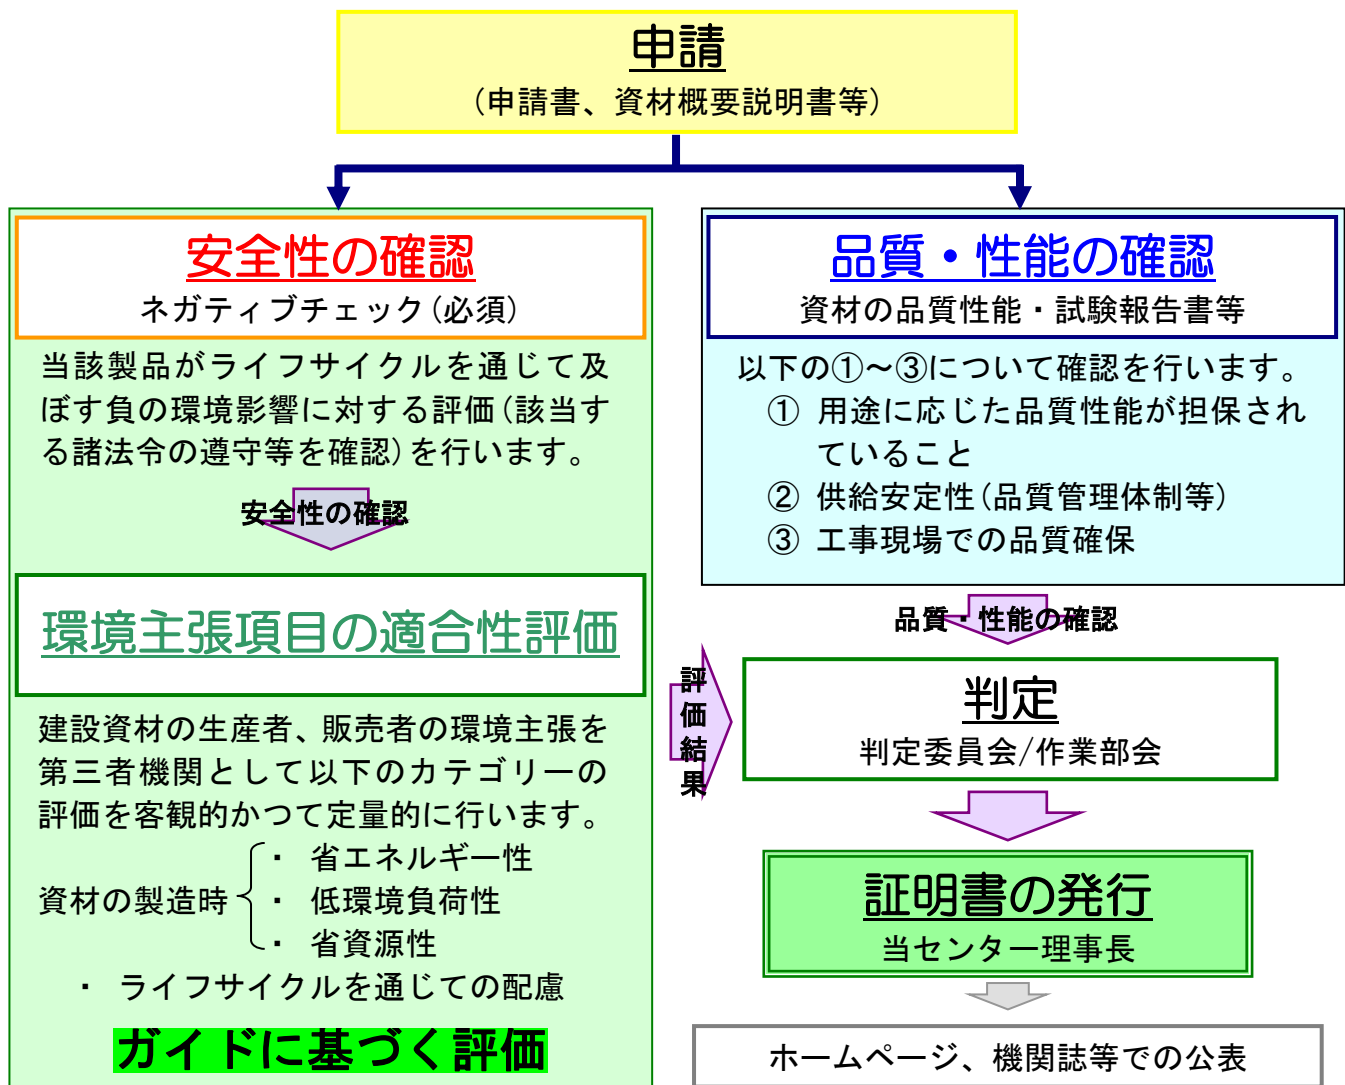 申請
(申請書、資材概要説明書等)
安全性の確認
ネガティブチェック(必須)
当該製品がライフサイクルを通じて及
ぼす負の環境影響に対する評価(該当す
る諸法令の遵守等を確認)を行います。
安全性の確認
環境主張項目の適合性評価
建設資材の生産者、販売者の環境主張を
第三者機関として以下のカテゴリーの
評価を客観的かつて定量的に行います。
資材の製造時
・ 省エネルギー性
・ 低環境負荷性
・ 省資源性
・ ライフサイクルを通じての配慮
ガイドに基づく評価
品質・性能の確認
資材の品質性能・試験報告書等
以下の①~③について確認を行います。
① 用途に応じた品質性能が担保され
ていること
② 供給安定性(品質管理体制等)
③ 工事現場での品質確保
品質・性能の確認
評価結果
判定
判定委員会/作業部会
証明書の発行
当センター理事長
ホームページ、機関誌等での公表